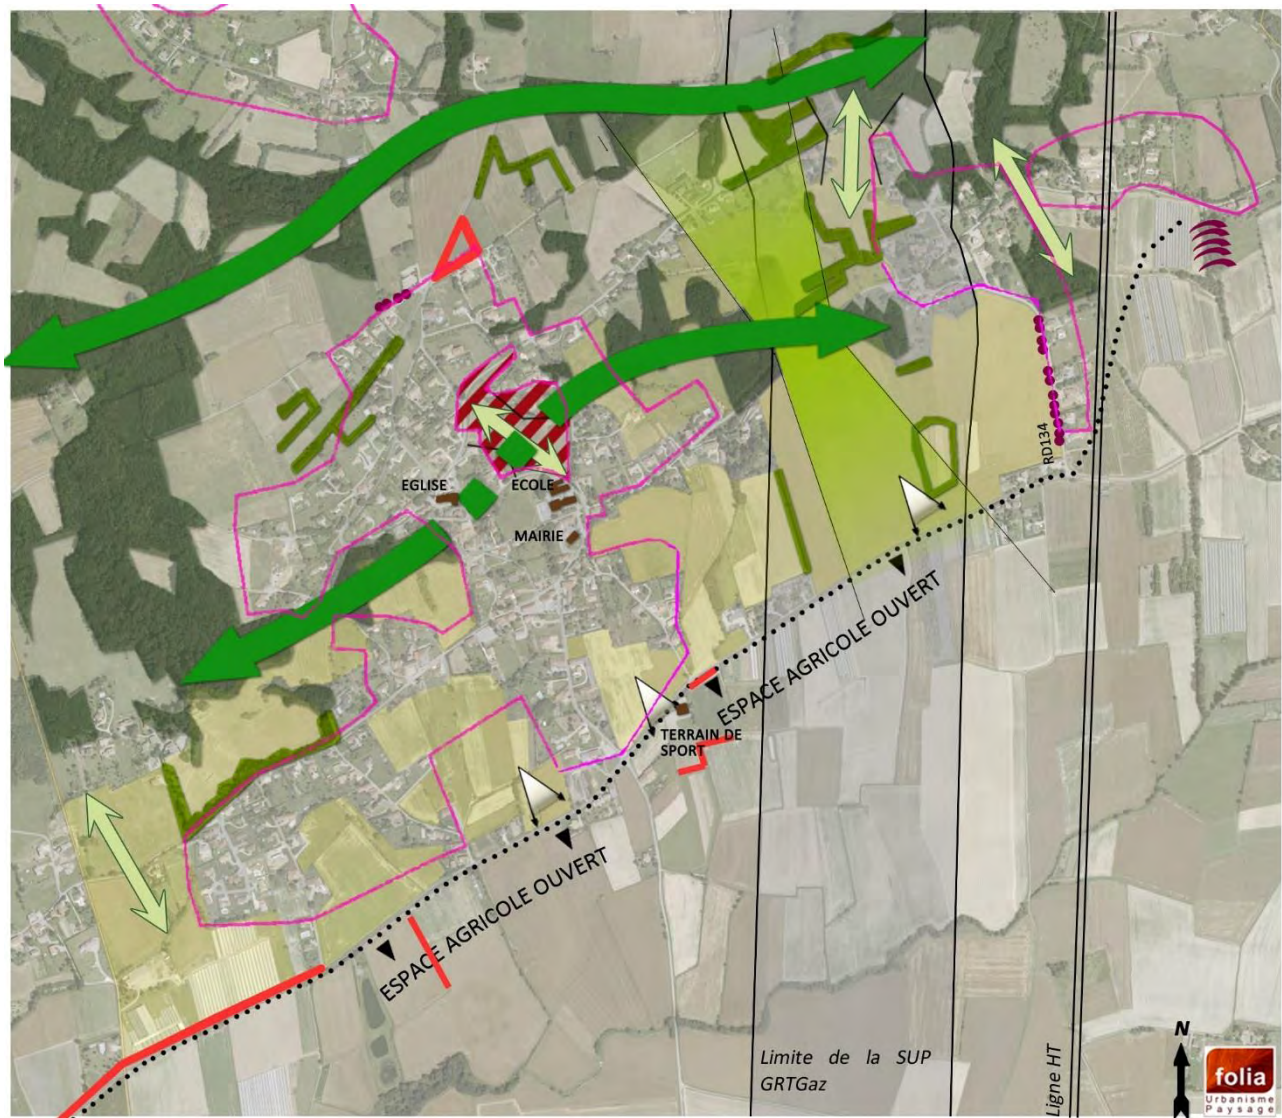 EGLISE
ECOLE
MAIRIE
RD134
ESPACE AGRICOLE OUVERT
TERRAIN DE
SPORT
ESPACE AGRICOLE OUVERT
Limite de la SUP
GRTGaz
Ligne HT
N
folia
Urbanisme
Paysage